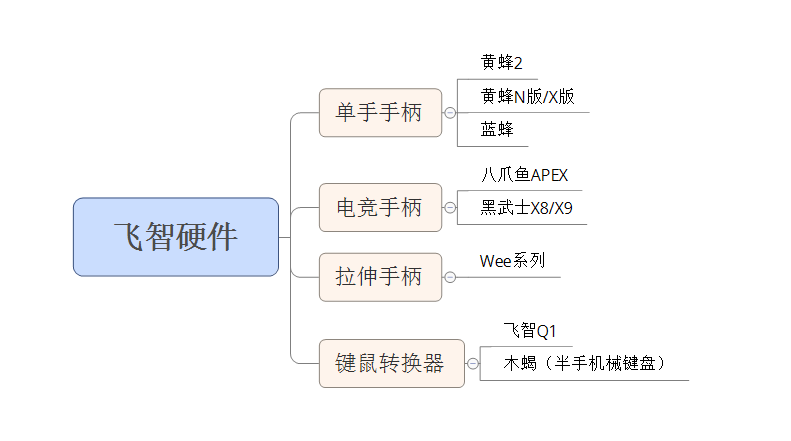 飞智硬件
单手手柄
黄蜂2
黄蜂N版/X版
蓝蜂
电竞手柄
八爪鱼APEX
黑武士X8/X9
拉伸手柄
Wee系列
键鼠转换器
飞智Q1
木蝎（半手机械键盘）